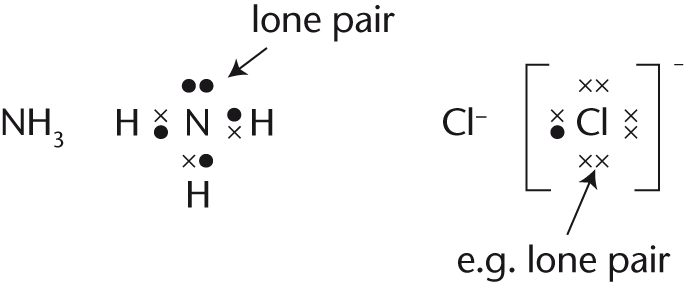 lone pair
NH₃ H N H Cl⁻ Cl ⁻
H
e.g. lone pair